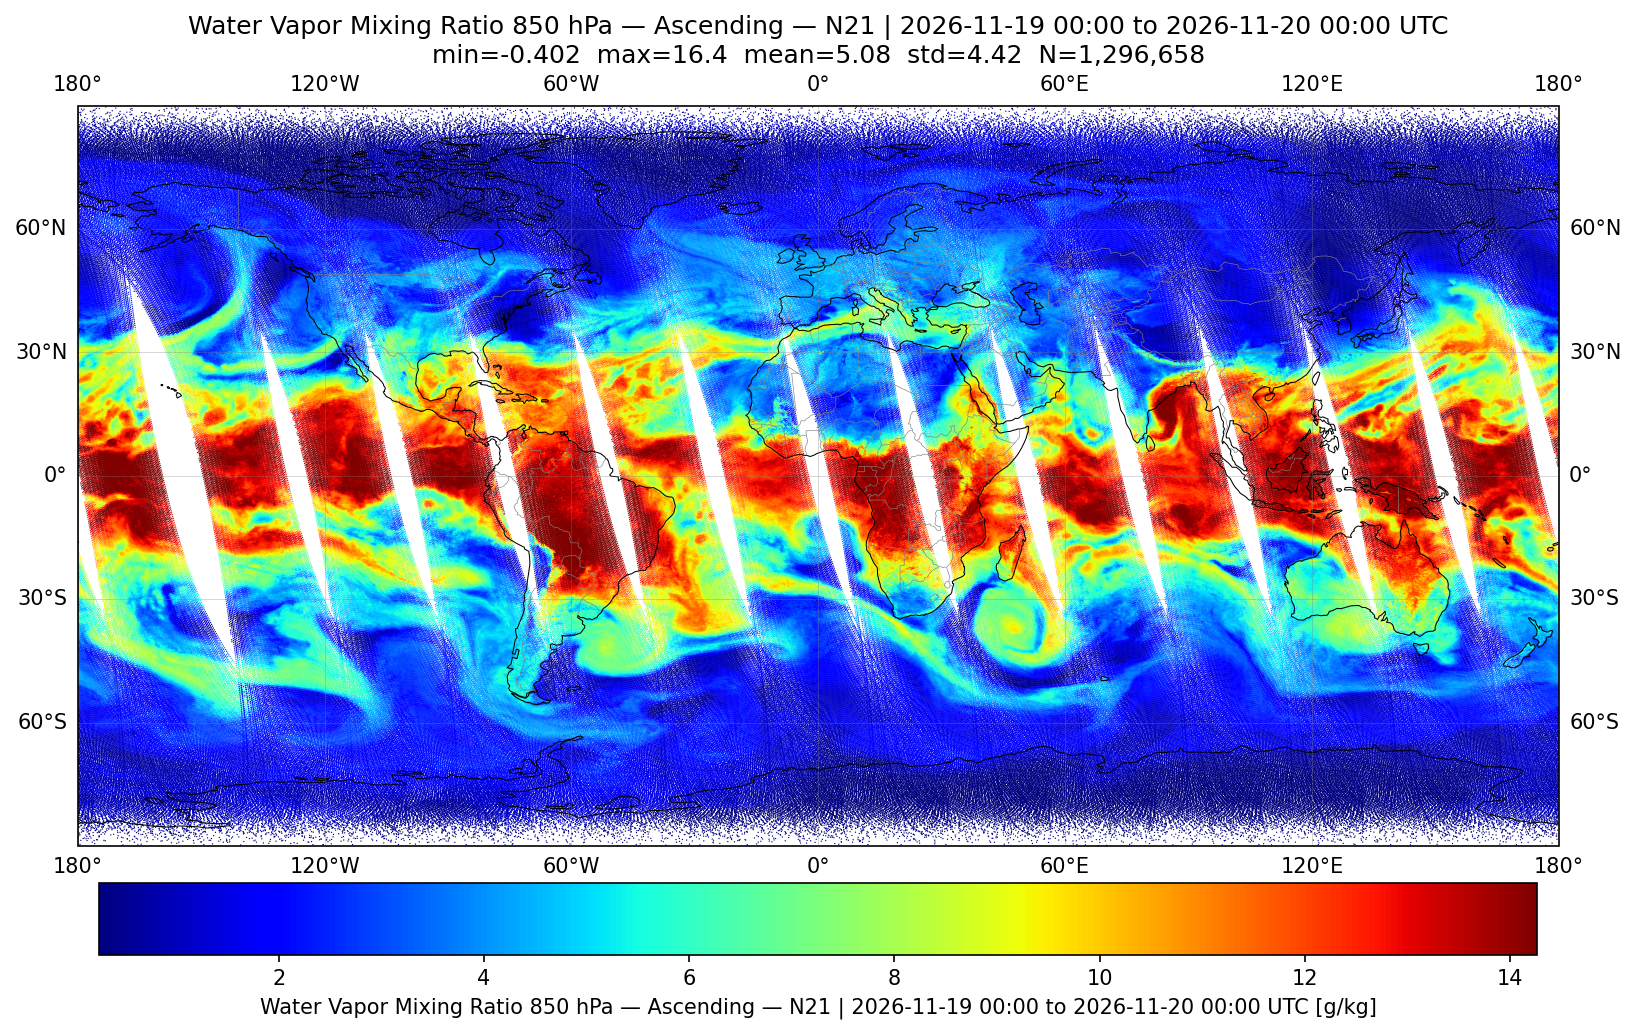 Water Vapor Mixing Ratio 850 hPa — Ascending — N21 | 2026-11-19 00:00 to 2026-11-20 00:00 UTC
min=-0.402  max=16.4  mean=5.08  std=4.42  N=1,296,658
180° 120°W 60°W 0° 60°E 120°E 180°
60°N 60°N
30°N 30°N
0° 0°
30°S 30°S
60°S 60°S
180° 120°W 60°W 0° 60°E 120°E 180°
2 4 6 8 10 12 14
Water Vapor Mixing Ratio 850 hPa — Ascending — N21 | 2026-11-19 00:00 to 2026-11-20 00:00 UTC [g/kg]